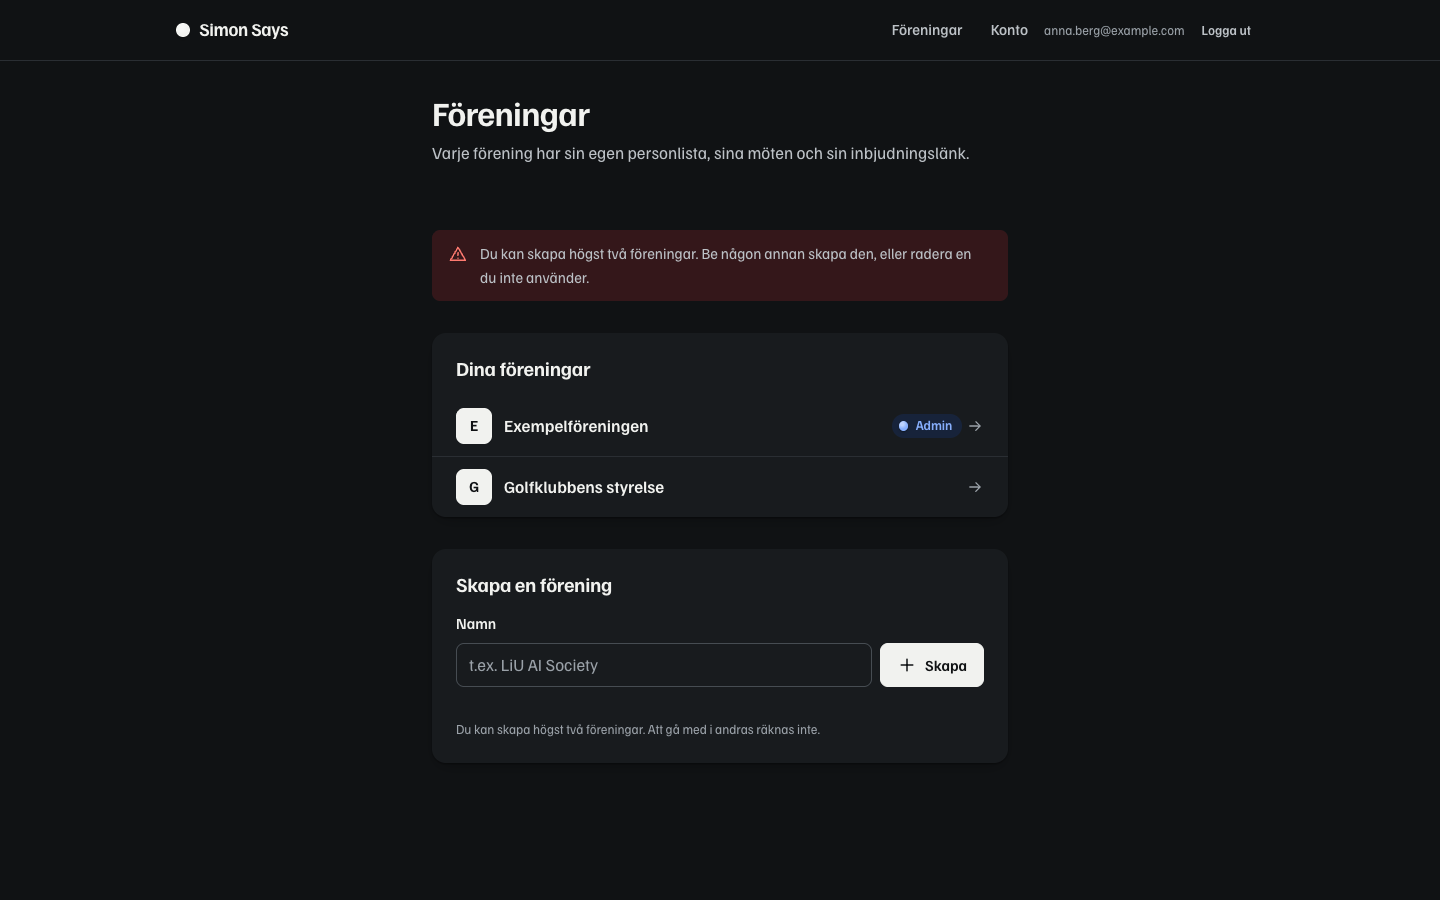 Simon Says
Föreningar
Konto
anna.berg@example.com
Logga ut
Föreningar
Varje förening har sin egen personlista, sina möten och sin inbjudningslänk.
Du kan skapa högst två föreningar. Be någon annan skapa den, eller radera en
du inte använder.
Dina föreningar
E
Exempelföreningen
Admin
G
Golfklubbens styrelse
Skapa en förening
Namn
t.ex. LiU AI Society
Skapa
Du kan skapa högst två föreningar. Att gå med i andras räknas inte.